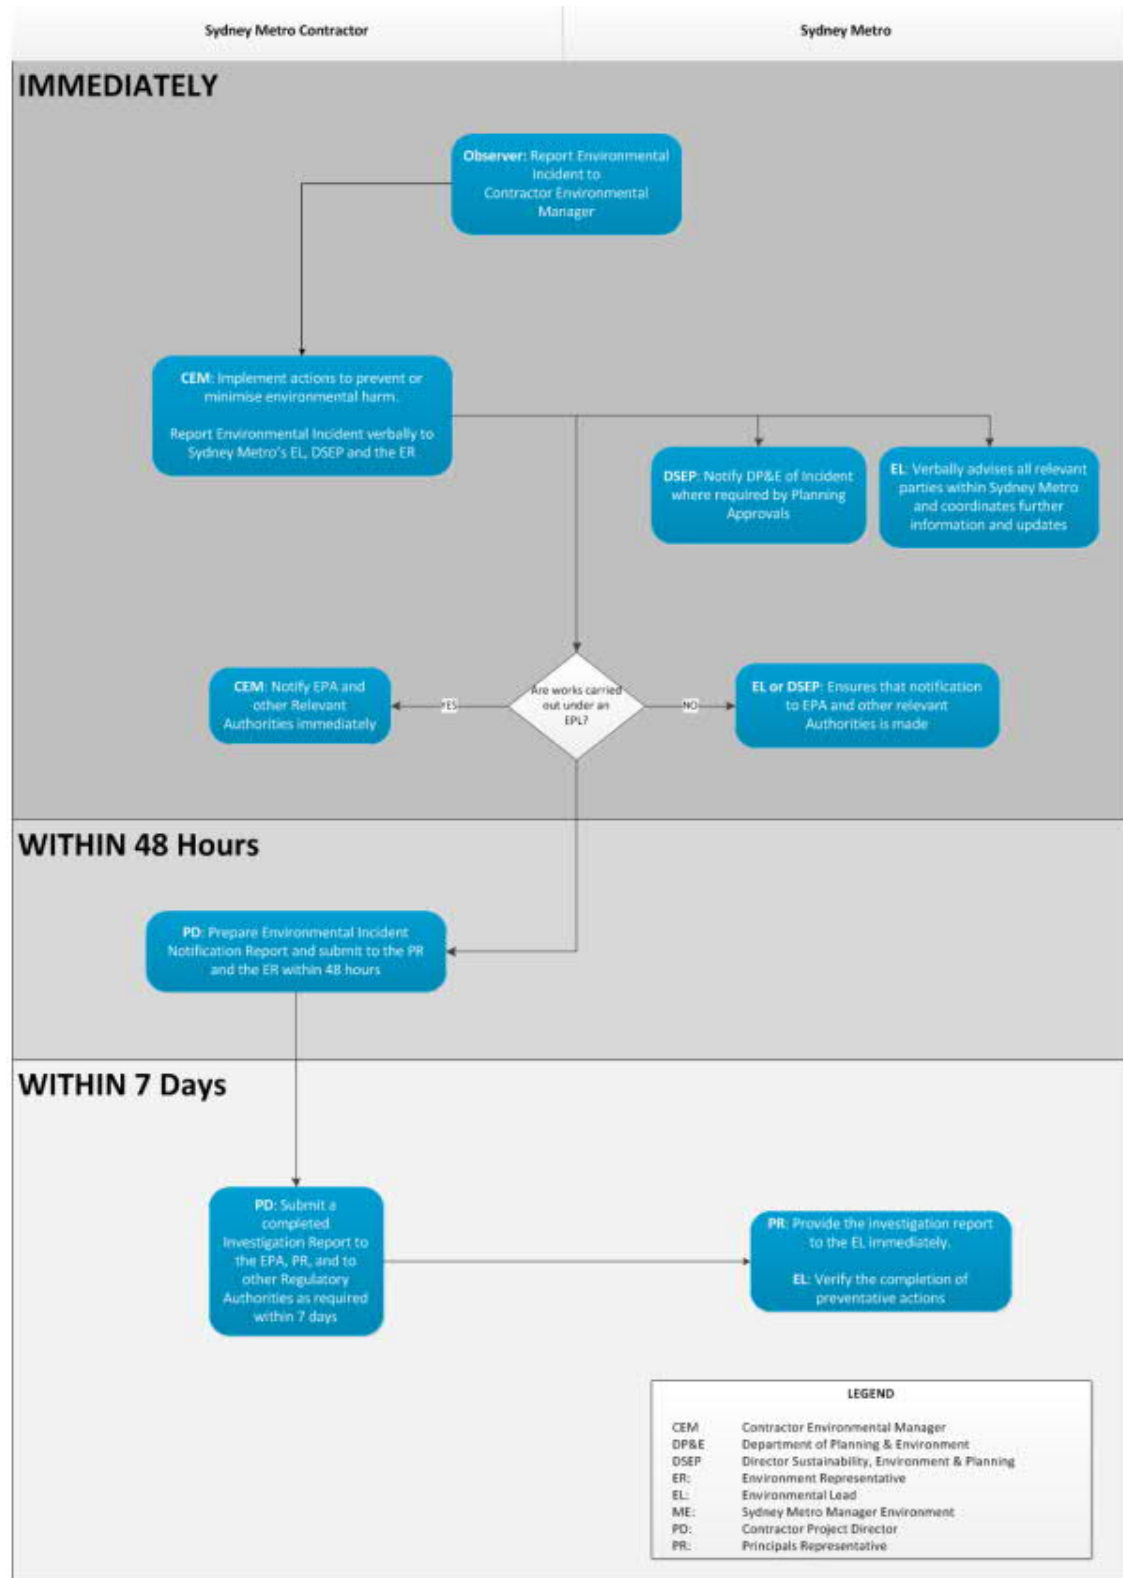 Sydney Metro Contractor
Sydney Metro
IMMEDIATELY
Observer: Report Environmental
Incident to
Contractor Environmental
Manager
CEM: Implement actions to prevent or
minimise environmental harm.
Report Environmental Incident verbally to
Sydney Metro's EL, DSEP and the ER
DSEP: Notify DP&E of Incident
where required by Planning
Approvals
EL: Verbally advises all relevant
parties within Sydney Metro
and coordinates further
information and updates
CEM: Notify EPA and
other Relevant
Authorities immediately
YES
Are works carried
out under an
EPL?
NO
EL or DSEP: Ensures that notification
to EPA and other relevant
Authorities is made
WITHIN 48 Hours
PD: Prepare Environmental Incident
Notification Report and submit to the PR
and the ER within 48 hours
WITHIN 7 Days
PD: Submit a
completed
Investigation Report to
the EPA, PR, and to
other Regulatory
Authorities as required
within 7 days
PR: Provide the investigation report
to the EL immediately.
EL: Verify the completion of
preventative actions
LEGEND
CEM Contractor Environmental Manager
DP&E Department of Planning & Environment
DSEP Director Sustainability, Environment & Planning
ER: Environment Representative
EL: Environmental Lead
ME: Sydney Metro Manager Environment
PD: Contractor Project Director
PR: Principals Representative